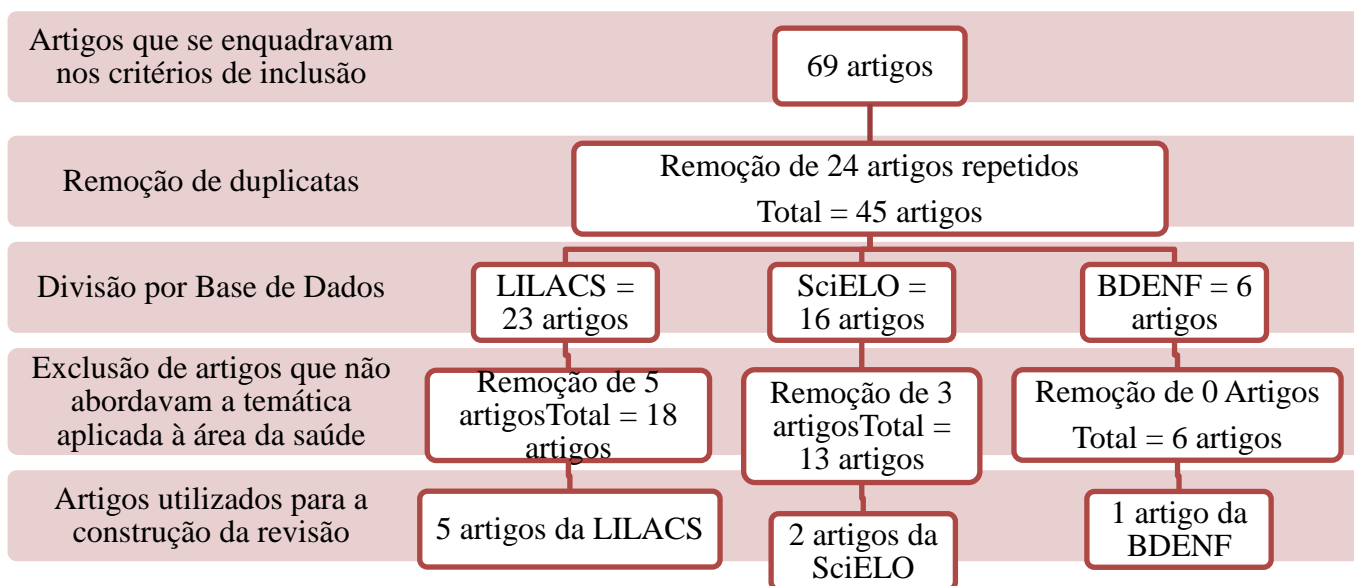 Artigos que se enquadravam
nos critérios de inclusão
69 artigos
Remoção de duplicatas
Remoção de 24 artigos repetidos
Total = 45 artigos
Divisão por Base de Dados
LILACS =
23 artigos
SciELO =
16 artigos
BDENF = 6
artigos
Exclusão de artigos que não
abordavam a temática
aplicada à área da saúde
Remoção de 5
artigosTotal = 18
artigos
Remoção de 3
artigosTotal =
13 artigos
Remoção de 0 Artigos
Total = 6 artigos
Artigos utilizados para a
construção da revisão
5 artigos da LILACS
2 artigos da
SciELO
1 artigo da
BDENF